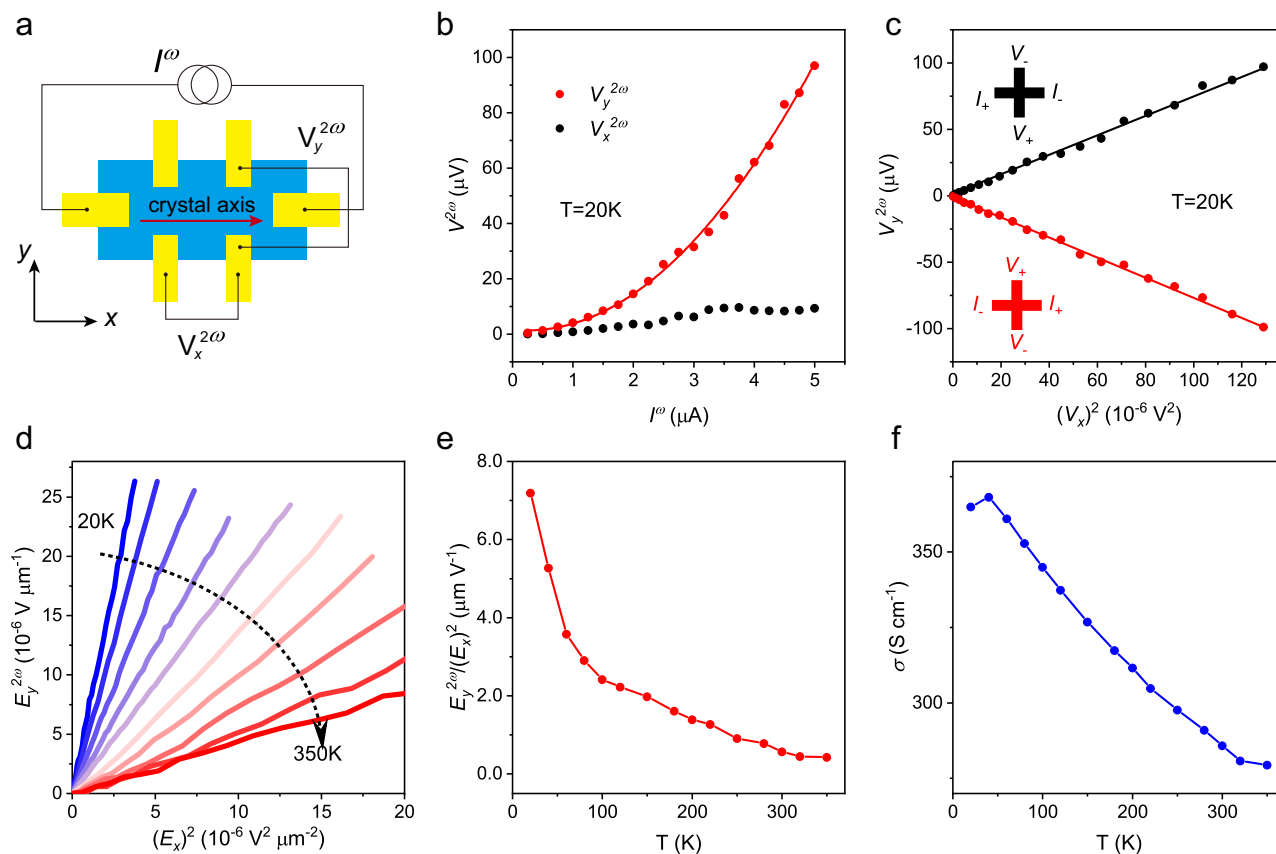 a
I^ω
V_y^{2ω}
crystal axis
y
x
V_x^{2ω}
b
100
80
60
40
20
0
V^{2ω} (μV)
V_y^{2ω}
V_x^{2ω}
T=20K
0
1
2
3
4
5
I^ω (μA)
c
100
50
0
-50
-100
V_y^{2ω} (μV)
V_-
I_+ I_-
V_+
T=20K
V_+
I_- I_+
V_-
0 20 40 60 80 100 120
(V_x)^2 (10^-6 V^2)
d
25
20
15
10
5
0
E_y^{2ω} (10^-6 V μm^-1)
20K
350K
0 5 10 15 20
(E_x)^2 (10^-6 V^2 μm^-2)
e
8.0
6.0
4.0
2.0
0.0
E_y^{2ω}/(E_x)^2 (μm V^-1)
0 100 200 300
T (K)
f
350
300
σ (S cm^-1)
0 100 200 300
T (K)